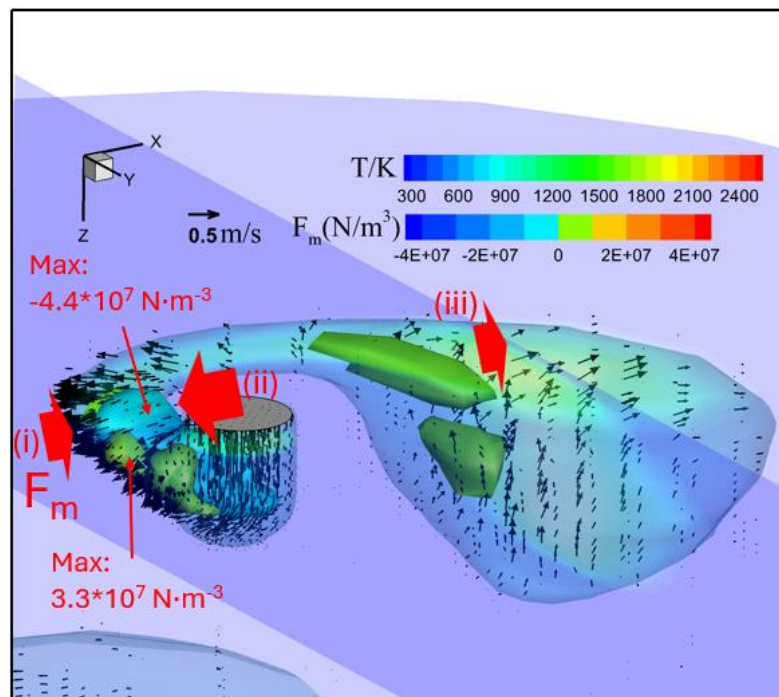 X
Y
Z
0.5 m/s
T/K
300 600 900 1200 1500 1800 2100 2400
Fₘ(N/m³)
-4E+07 -2E+07 0 2E+07 4E+07
Max:
-4.4*10⁷ N·m⁻³
(iii)
(ii)
(i)
Fₘ
Max:
3.3*10⁷ N·m⁻³